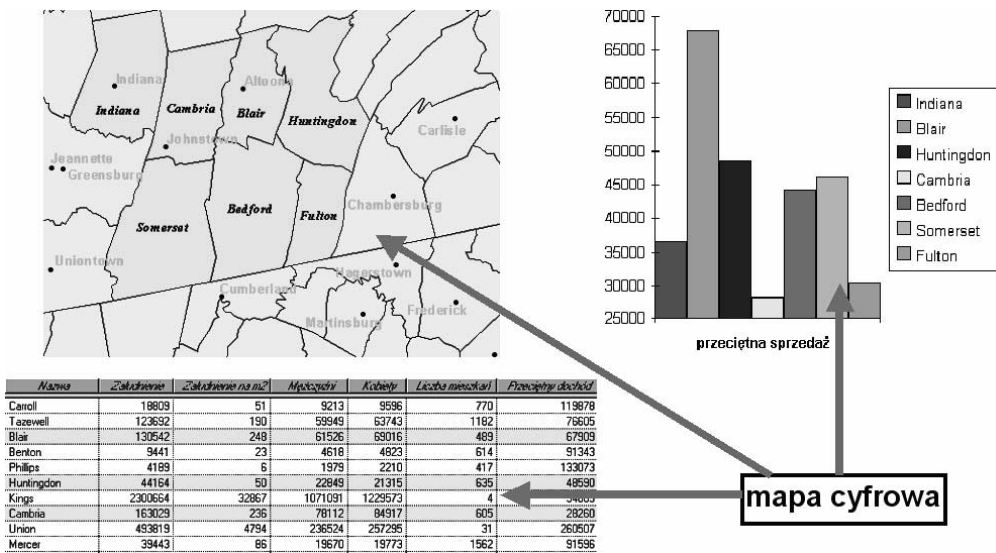 Indiana
Altoona
Indiana
Cambria
Blair
Huntingdon
Carlisle
Johnstown
Jeannette
Greensburg
Chambersburg
Bedford
Fulton
Somerset
Uniontown
Hagerstown
Cumberland
Martinsburg
Frederick
70000
65000
60000
55000
50000
45000
40000
35000
30000
25000
przeciętna sprzedaż
Indiana
Blair
Huntingdon
Cambria
Bedford
Somerset
Fulton
Nazwa Zaludnienie Zaludnienie na m2 Mężczyźni Kobiety Liczba mieszkań Przeciętny dochód
Carroll 18809 51 9213 9596 770 119878
Tazewell 123692 190 59949 63743 1182 76605
Blair 130542 248 61526 69016 489 67909
Benton 9441 23 4618 4823 614 91343
Phillips 4189 6 1979 2210 417 133073
Huntingdon 44164 50 22849 21315 635 48590
Kings 2300664 32867 1071091 1229573 4
Cambria 163029 236 78112 84917 605 28260
Union 493819 4794 236524 257295 31 260507
Mercer 39443 86 19670 19773 1562 91596
mapa cyfrowa